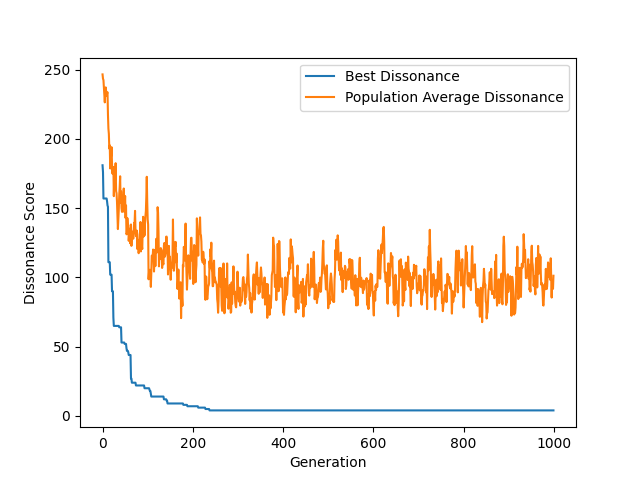 Best Dissonance
Population Average Dissonance
Dissonance Score
250
200
150
100
50
0
0 200 400 600 800 1000
Generation